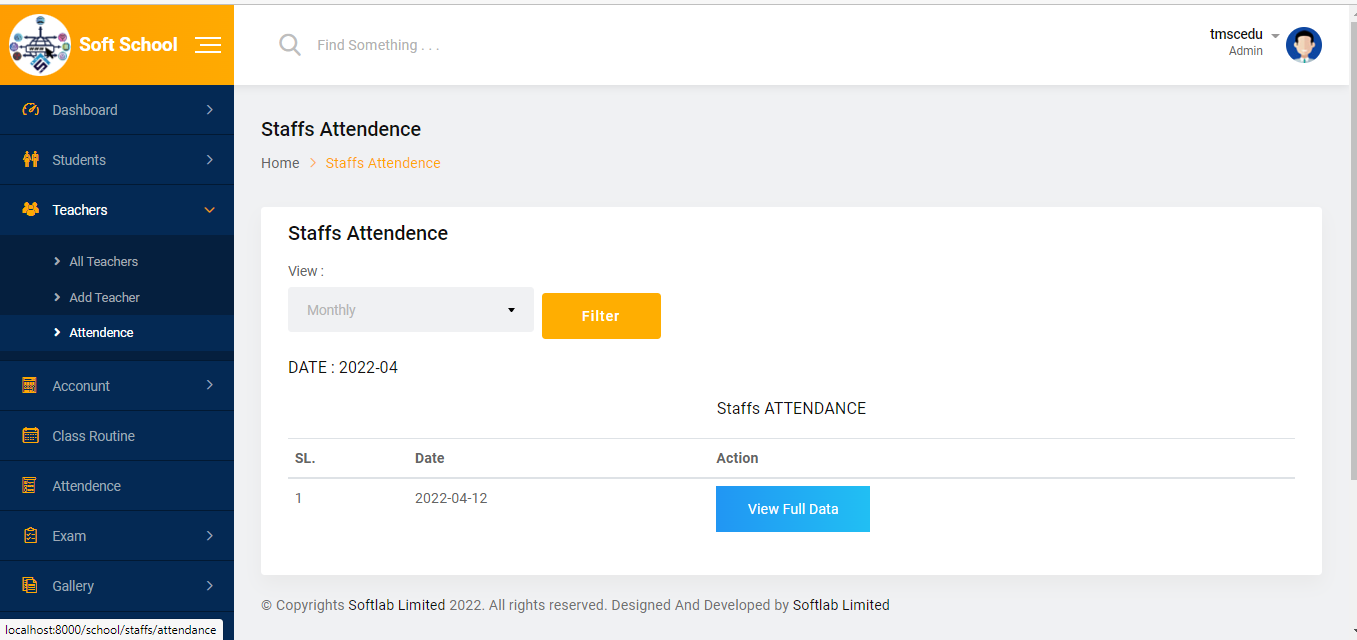 Soft School
Find Something . . .
tmscedu
Admin
Dashboard
Students
Teachers
All Teachers
Add Teacher
Attendence
Acconunt
Class Routine
Attendence
Exam
Gallery
localhost:8000/school/staffs/attendance
Staffs Attendence
Home > Staffs Attendence
Staffs Attendence
View :
Monthly
Filter
DATE : 2022-04
Staffs ATTENDANCE
SL. Date Action
1 2022-04-12 View Full Data
© Copyrights Softlab Limited 2022. All rights reserved. Designed And Developed by Softlab Limited